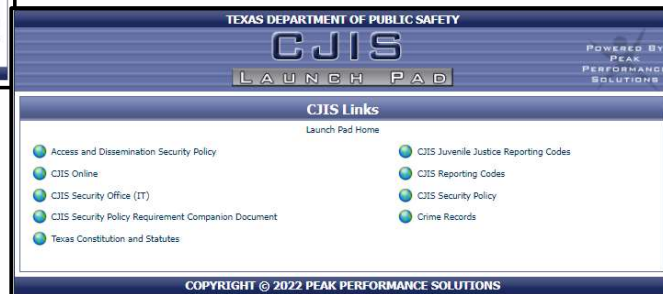 TEXAS DEPARTMENT OF PUBLIC SAFETY
CJIS
LAUNCH PAD
POWERED BY
PEAK
PERFORMANCE
SOLUTIONS
CJIS Links
Launch Pad Home
Access and Dissemination Security Policy
CJIS Online
CJIS Security Office (IT)
CJIS Security Policy Requirement Companion Document
Texas Constitution and Statutes
CJIS Juvenile Justice Reporting Codes
CJIS Reporting Codes
CJIS Security Policy
Crime Records
COPYRIGHT © 2022 PEAK PERFORMANCE SOLUTIONS